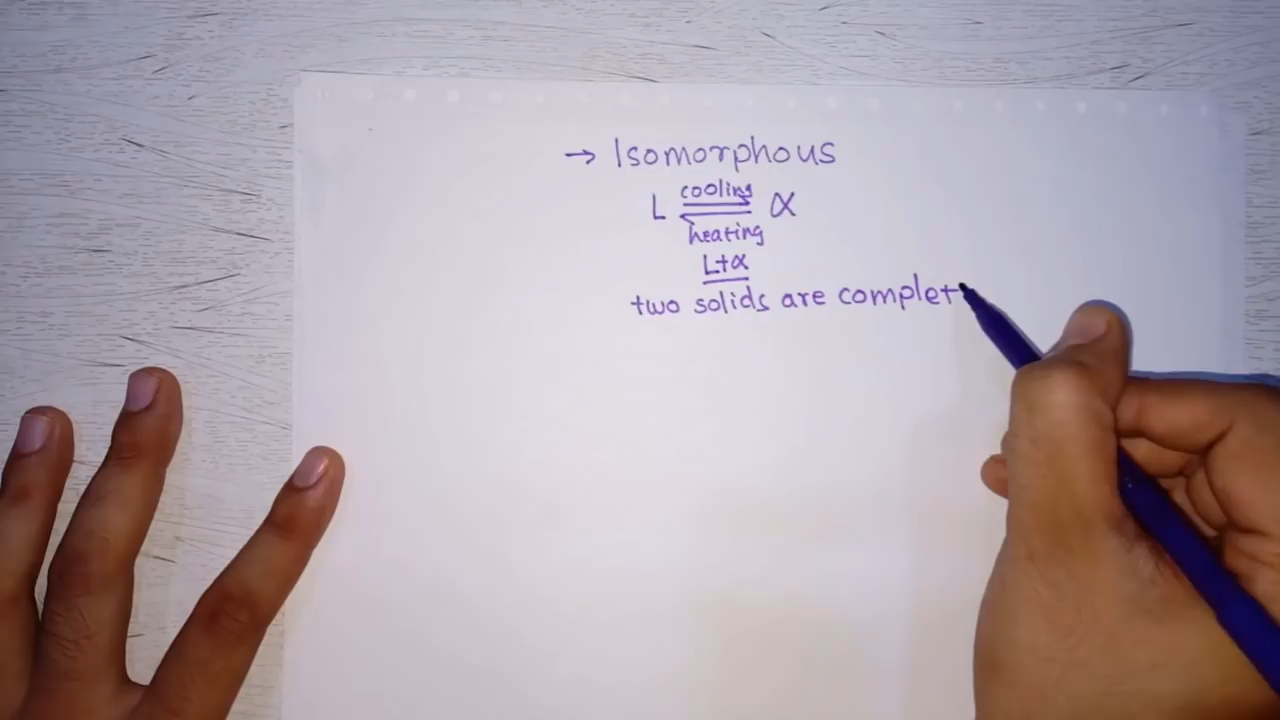 → Isomorphous
cooling
L ⇌ α
heating
L+α
two solids are complet